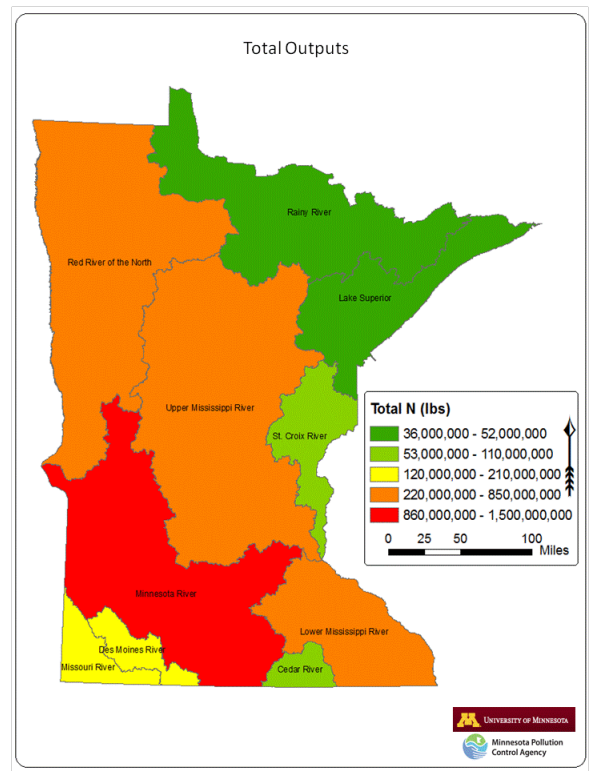 Total Outputs
Rainy River
Red River of the North
Lake Superior
Upper Mississippi River
St. Croix River
Minnesota River
Lower Mississippi River
Des Moines River
Missouri River
Cedar River
Total N (lbs)
36,000,000 - 52,000,000
53,000,000 - 110,000,000
120,000,000 - 210,000,000
220,000,000 - 850,000,000
860,000,000 - 1,500,000,000
0 25 50 100
Miles
M UNIVERSITY OF MINNESOTA
Minnesota Pollution
Control Agency